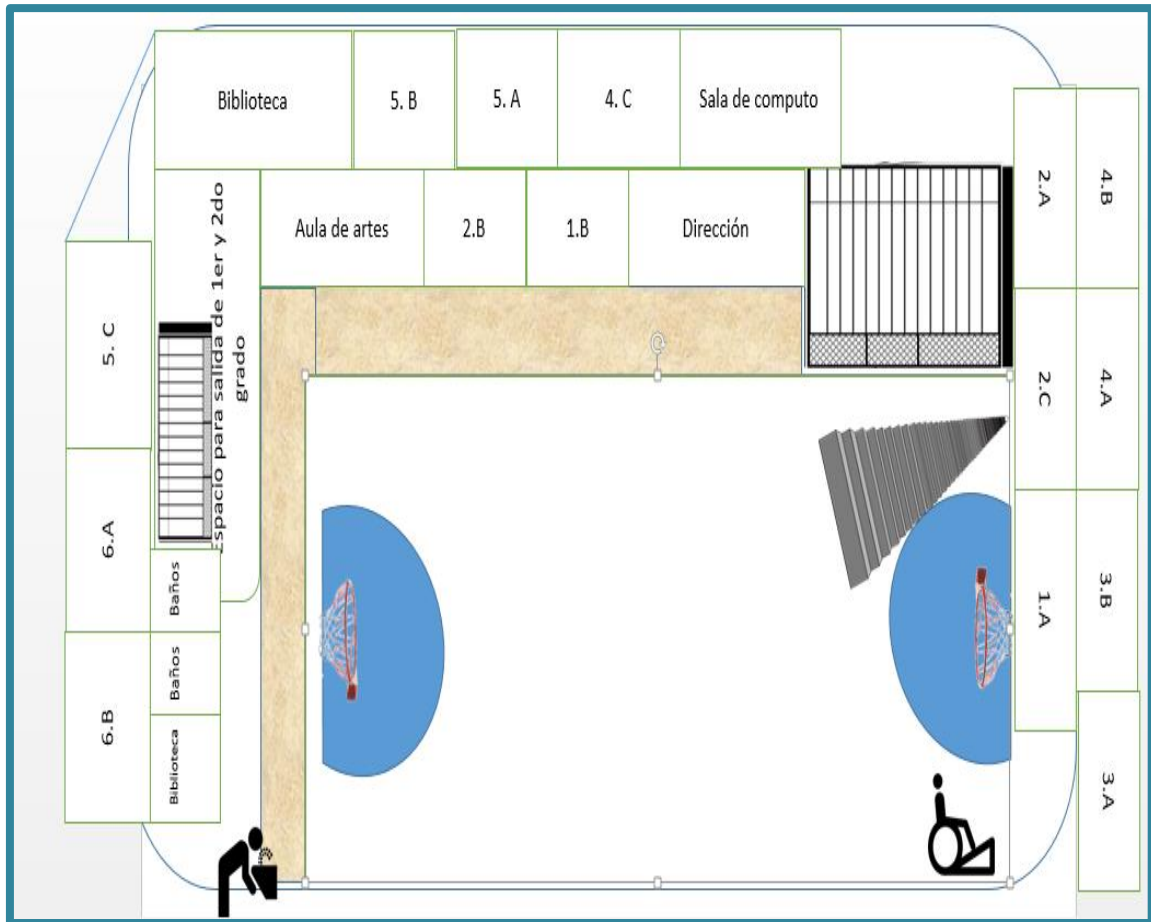 Biblioteca
5. B
5. A
4. C
Sala de computo
Aula de artes
2.B
1.B
Dirección
Espacio para salida de 1er y 2do
grado
5. C
6.A
6.B
Baños
Baños
Biblioteca
2.A
4.B
2.C
4.A
1.A
3.B
3.A